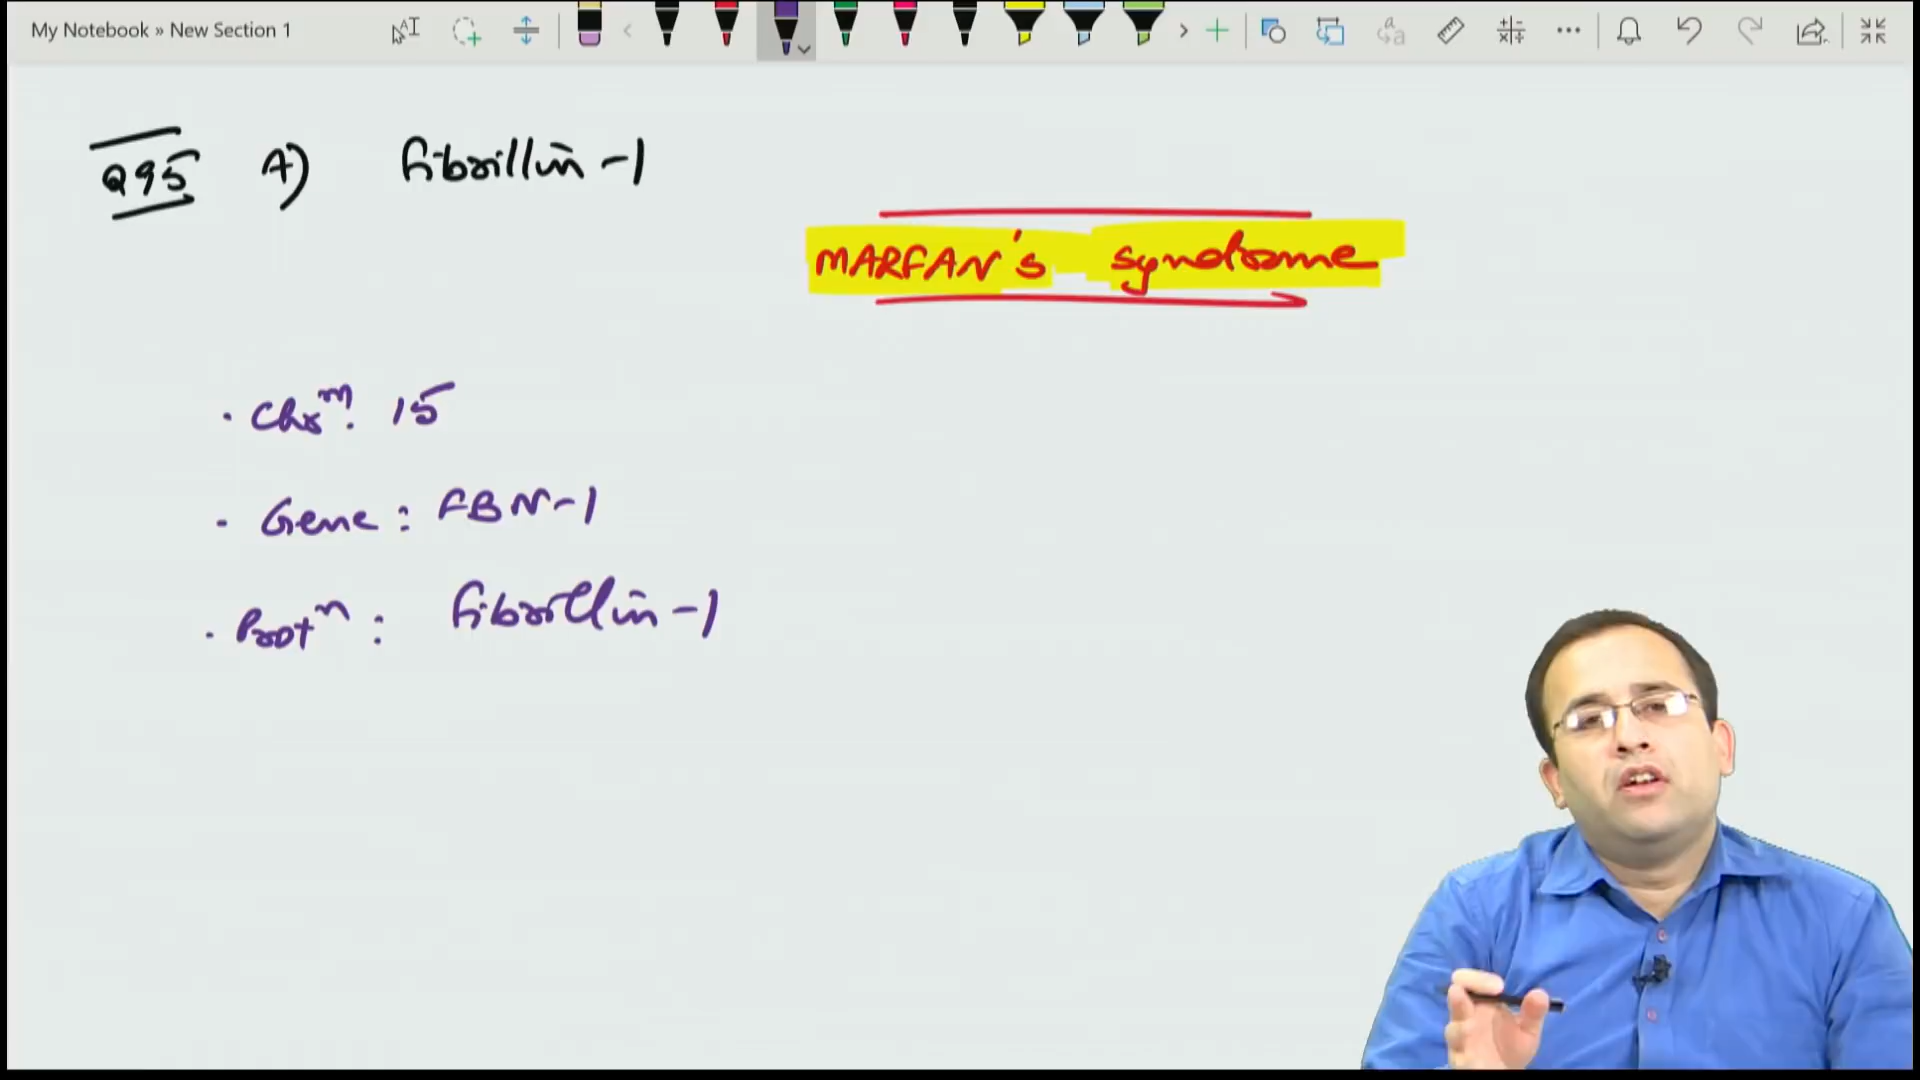 My Notebook » New Section 1
Q95 A) fibrillin-1
MARFAN's syndrome
· Chrᵐ. 15
· Gene : FBN-1
· Protⁿ : fibrillin-1